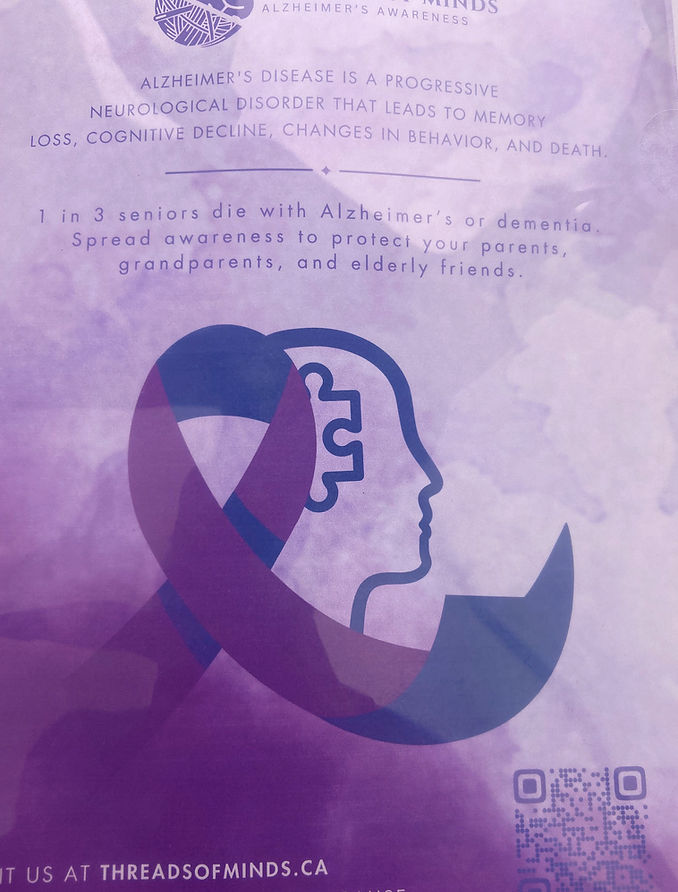 MINDS
ALZHEIMER'S AWARENESS
ALZHEIMER'S DISEASE IS A PROGRESSIVE
NEUROLOGICAL DISORDER THAT LEADS TO MEMORY
LOSS, COGNITIVE DECLINE, CHANGES IN BEHAVIOR, AND DEATH.
1 in 3 seniors die with Alzheimer's or dementia.
Spread awareness to protect your parents,
grandparents, and elderly friends.
IT US AT THREADSOFMINDS.CA